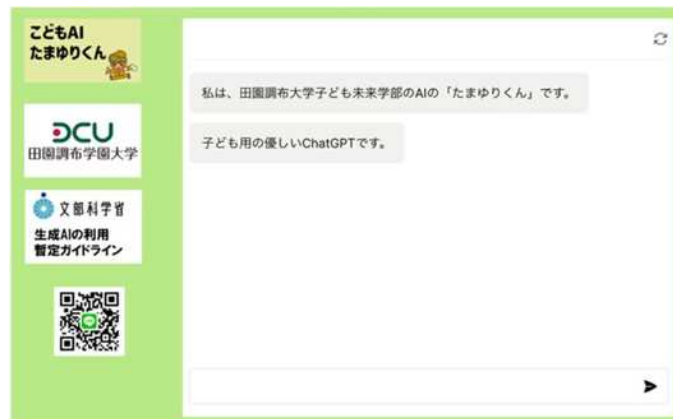 こどもAI
たまゆりくん
DCU
田園調布学園大学
文部科学省
生成AIの利用
暫定ガイドライン
私は、田園調布大学子ども未来学部のAIの「たまゆりくん」です。
子ども用の優しいChatGPTです。